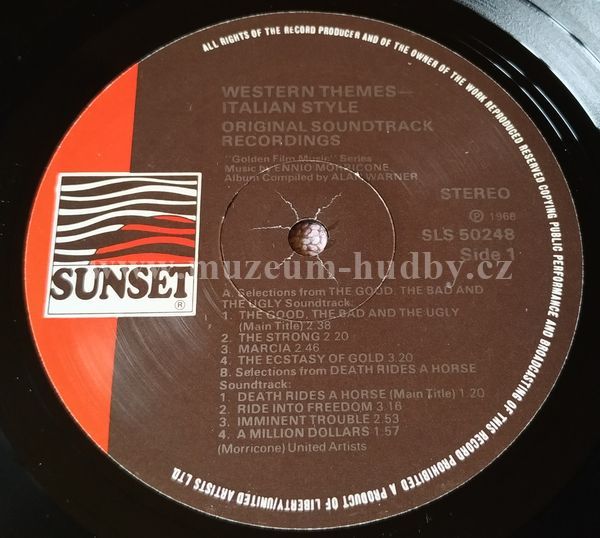 ALL RIGHTS OF THE RECORD PRODUCER AND OF THE OWNER OF THE WORK REPRODUCED RESERVED COPYING PUBLIC PERFORMANCE AND BROADCASTING OF THIS RECORD PROHIBITED A PRODUCT OF LIBERTY/UNITED ARTISTS LTD.
WESTERN THEMES—
ITALIAN STYLE
ORIGINAL SOUNDTRACK
RECORDINGS
"Golden Film Music" Series
Music by ENNIO MORRICONE
Album Compiled by ALAN WARNER
STEREO
Ⓟ 1968
SLS 50248
Side 1
SUNSET
®
www.muzeum-hudby.cz
A. Selections from THE GOOD, THE BAD AND
THE UGLY Soundtrack:
1. THE GOOD, THE BAD AND THE UGLY
(Main Title) 2.38
2. THE STRONG 2 20
3. MARCIA 2.46
4. THE ECSTASY OF GOLD 3.20
B. Selections from DEATH RIDES A HORSE
Soundtrack:
1. DEATH RIDES A HORSE (Main Title) 1.20
2. RIDE INTO FREEDOM 3.16
3. IMMINENT TROUBLE 2.53
4. A MILLION DOLLARS 1.57
(Morricone) United Artists